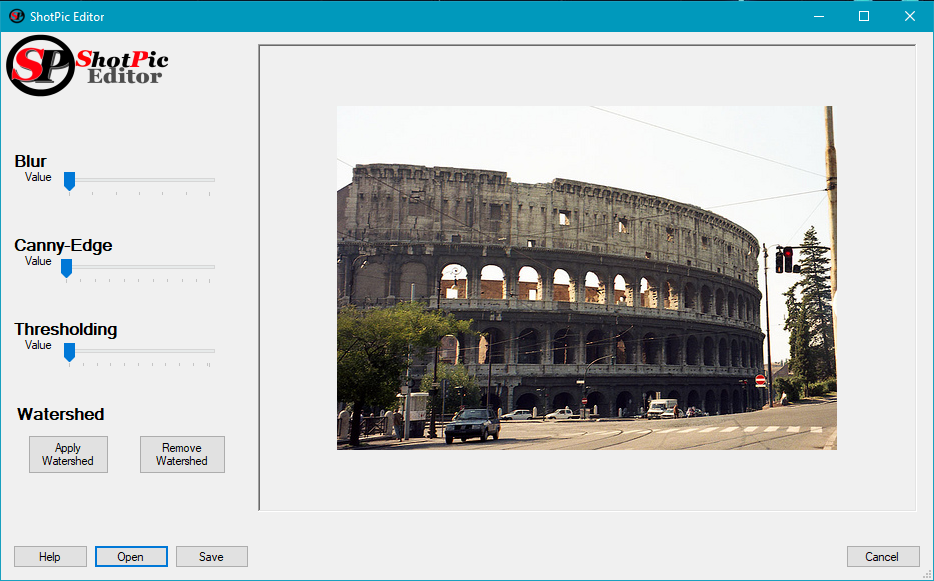 ShotPic Editor
SP ShotPic
Editor
Blur
Value
Canny-Edge
Value
Thresholding
Value
Watershed
Apply
Watershed
Remove
Watershed
Help
Open
Save
Cancel